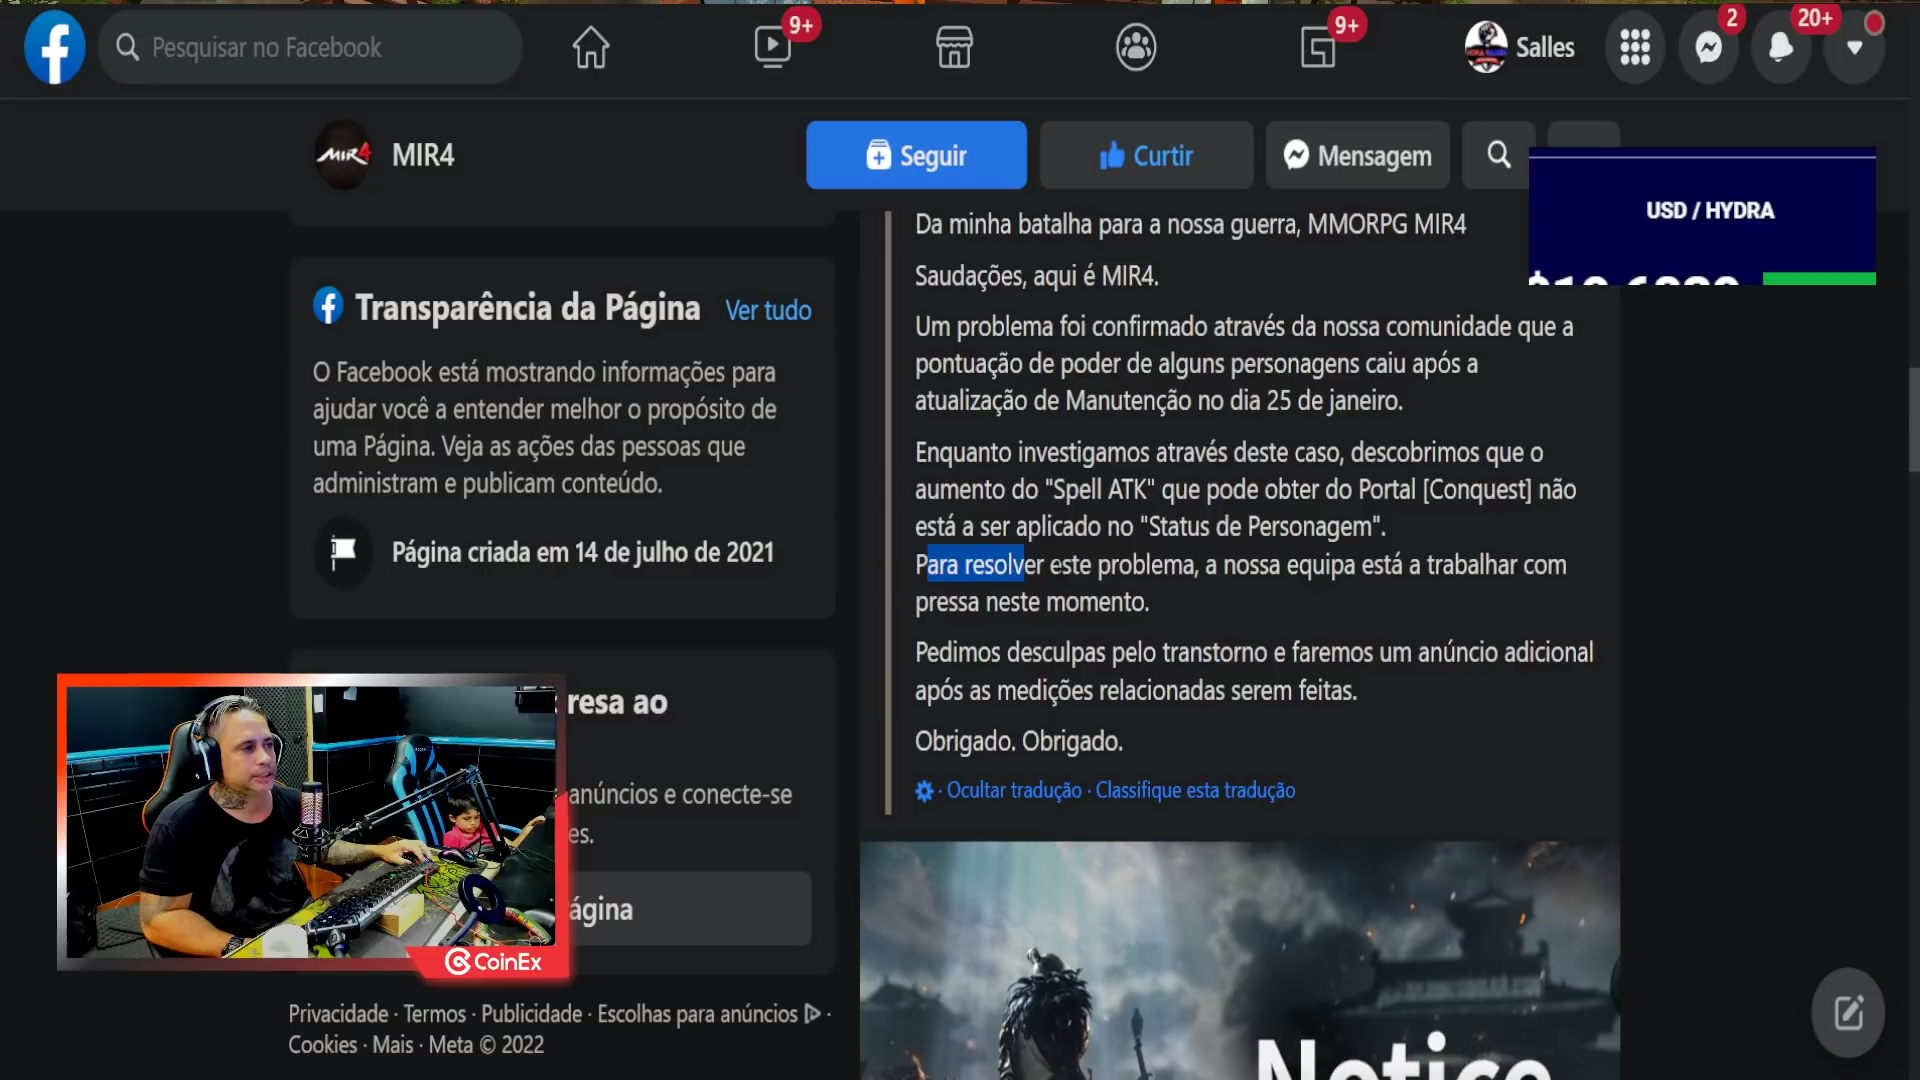 Pesquisar no Facebook
9+
9+
Salles
2
20+
MIR4
MIR4
Seguir
Curtir
Mensagem
USD / HYDRA
Da minha batalha para a nossa guerra, MMORPG MIR4
Saudações, aqui é MIR4.
Um problema foi confirmado através da nossa comunidade que a
pontuação de poder de alguns personagens caiu após a
atualização de Manutenção no dia 25 de janeiro.
Enquanto investigamos através deste caso, descobrimos que o
aumento do "Spell ATK" que pode obter do Portal [Conquest] não
está a ser aplicado no "Status de Personagem".
Para resolver este problema, a nossa equipa está a trabalhar com
pressa neste momento.
Pedimos desculpas pelo transtorno e faremos um anúncio adicional
após as medições relacionadas serem feitas.
Obrigado. Obrigado.
· Ocultar tradução · Classifique esta tradução
Transparência da Página
Ver tudo
O Facebook está mostrando informações para
ajudar você a entender melhor o propósito de
uma Página. Veja as ações das pessoas que
administram e publicam conteúdo.
Página criada em 14 de julho de 2021
resa ao
anúncios e conecte-se
es.
ágina
CoinEx
Privacidade · Termos · Publicidade · Escolhas para anúncios ·
Cookies · Mais · Meta © 2022
Notice